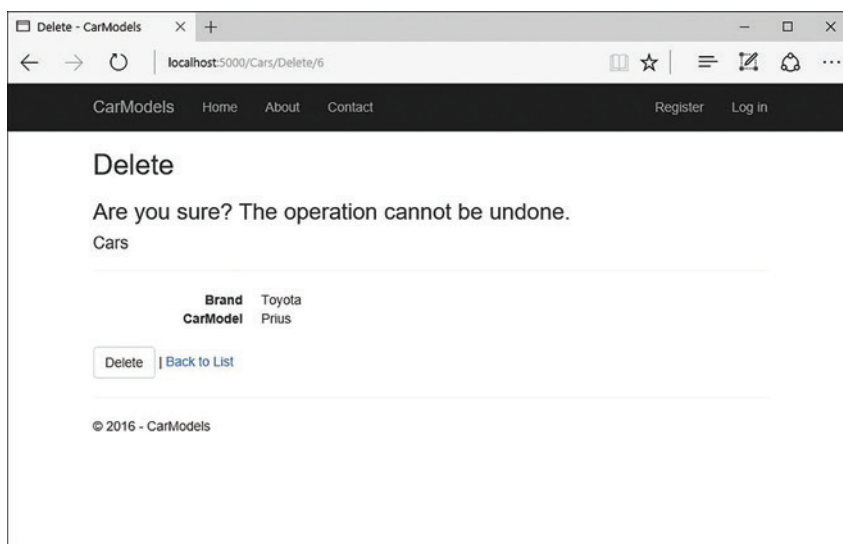 Delete - CarModels
localhost:5000/Cars/Delete/6
CarModels Home About Contact Register Log in
Delete
Are you sure? The operation cannot be undone.
Cars
Brand Toyota
CarModel Prius
Delete | Back to List
© 2016 - CarModels